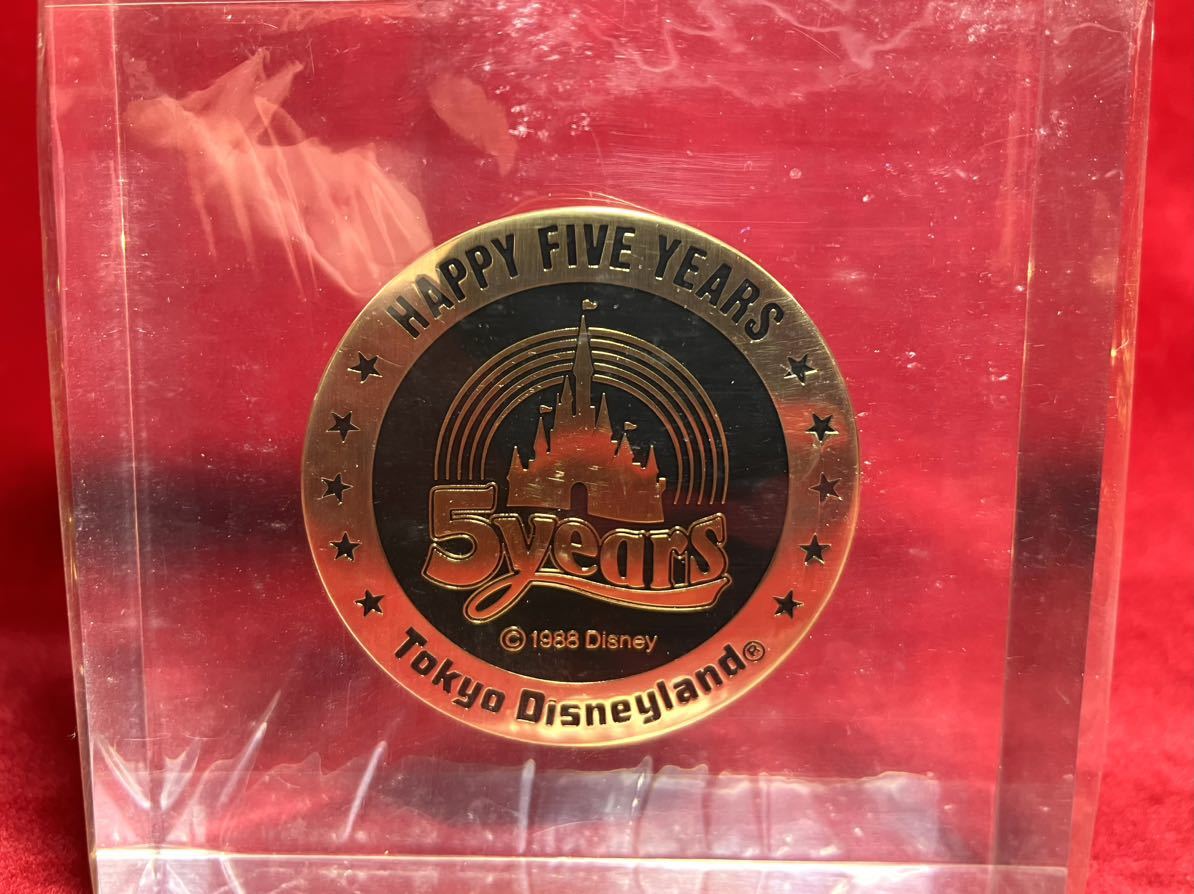 HAPPY FIVE YEARS
5years
© 1988 Disney
Tokyo Disneyland®